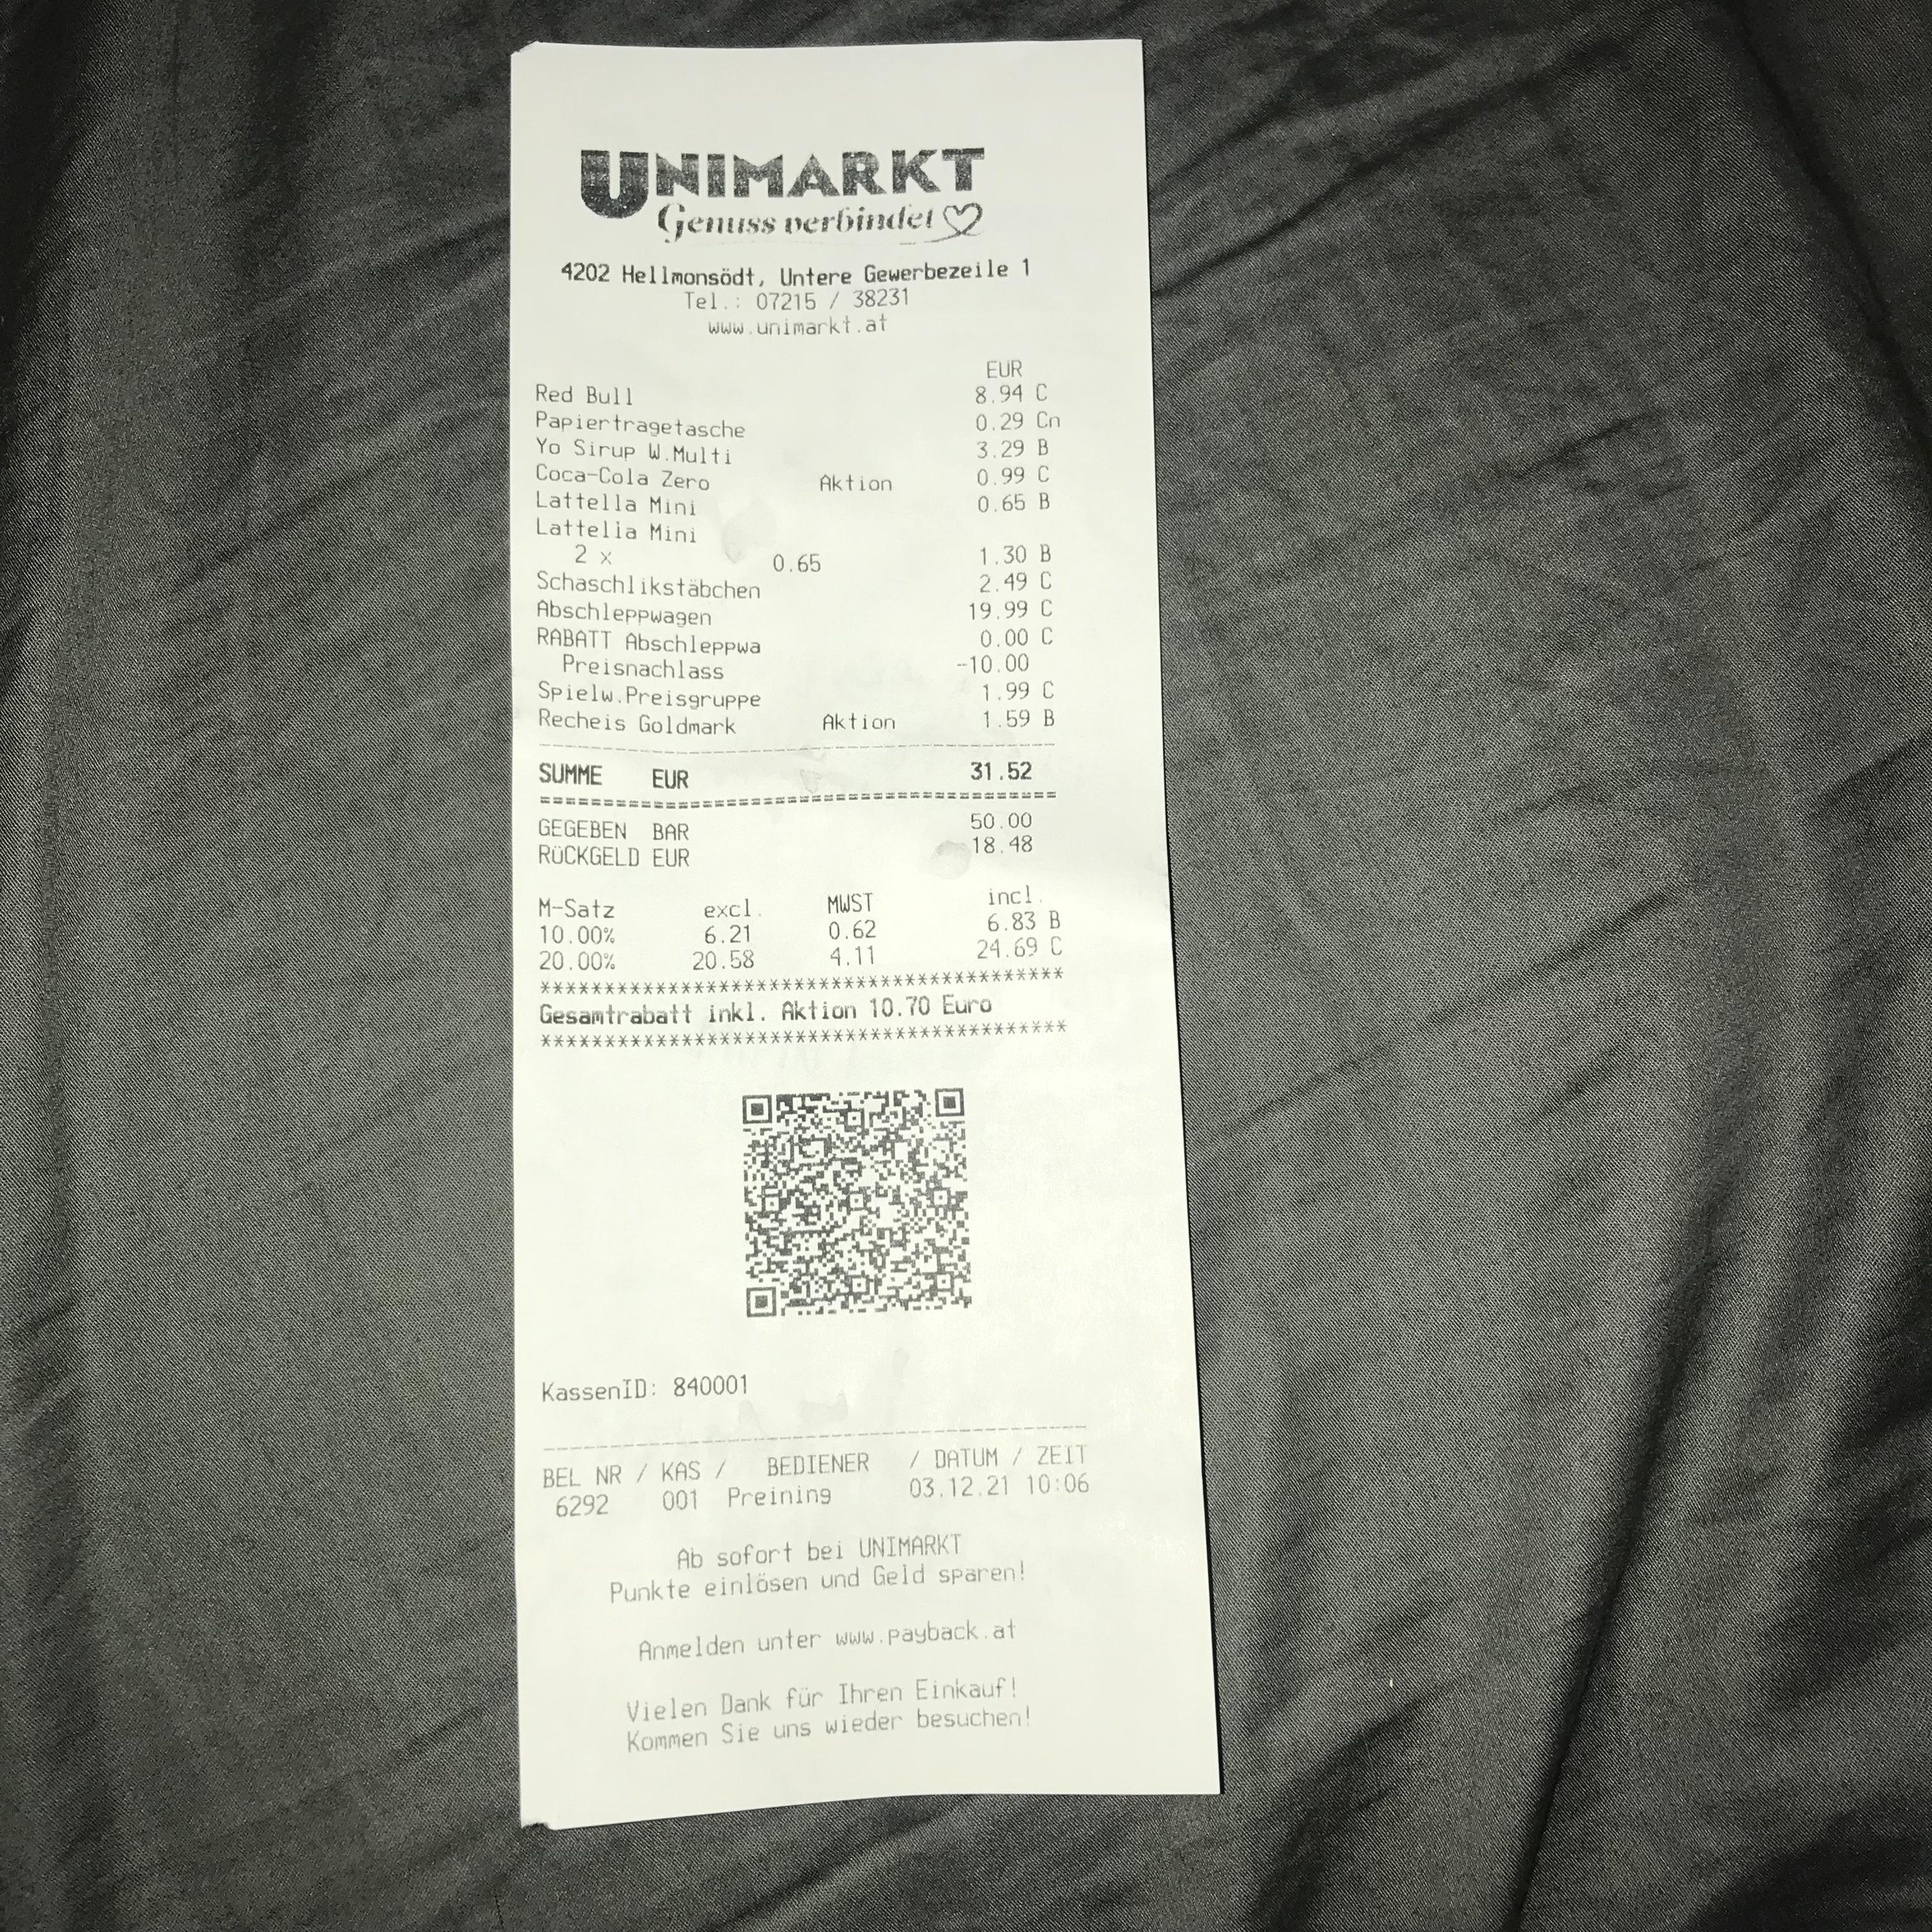 UNIMARKT
Genuss verbindet
4202 Hellmonsödt, Untere Gewerbezeile 1
Tel.: 07215 / 38231
www.unimarkt.at
EUR
Red Bull 8.94 C
Papiertragetasche 0.29 Cn
Yo Sirup W.Multi 3.29 B
Coca-Cola Zero Aktion 0.99 C
Lattella Mini 0.65 B
Lattella Mini
2 x 0.65 1.30 B
Schaschlikstäbchen 2.49 C
Abschleppwagen 19.99 C
RABATT Abschleppwa 0.00 C
Preisnachlass -10.00
Spielw.Preisgruppe 1.99 C
Recheis Goldmark Aktion 1.59 B
SUMME EUR 31.52
GEGEBEN BAR 50.00
RÜCKGELD EUR 18.48
M-Satz excl. MWST incl.
10.00% 6.21 0.62 6.83 B
20.00% 20.58 4.11 24.69 C
*****************************************
Gesamtrabatt inkl. Aktion 10.70 Euro
*****************************************
KassenID: 840001
BEL NR / KAS / BEDIENER / DATUM / ZEIT
6292 001 Preining 03.12.21 10:06
Ab sofort bei UNIMARKT
Punkte einlösen und Geld sparen!
Anmelden unter www.payback.at
Vielen Dank für Ihren Einkauf!
Kommen Sie uns wieder besuchen!